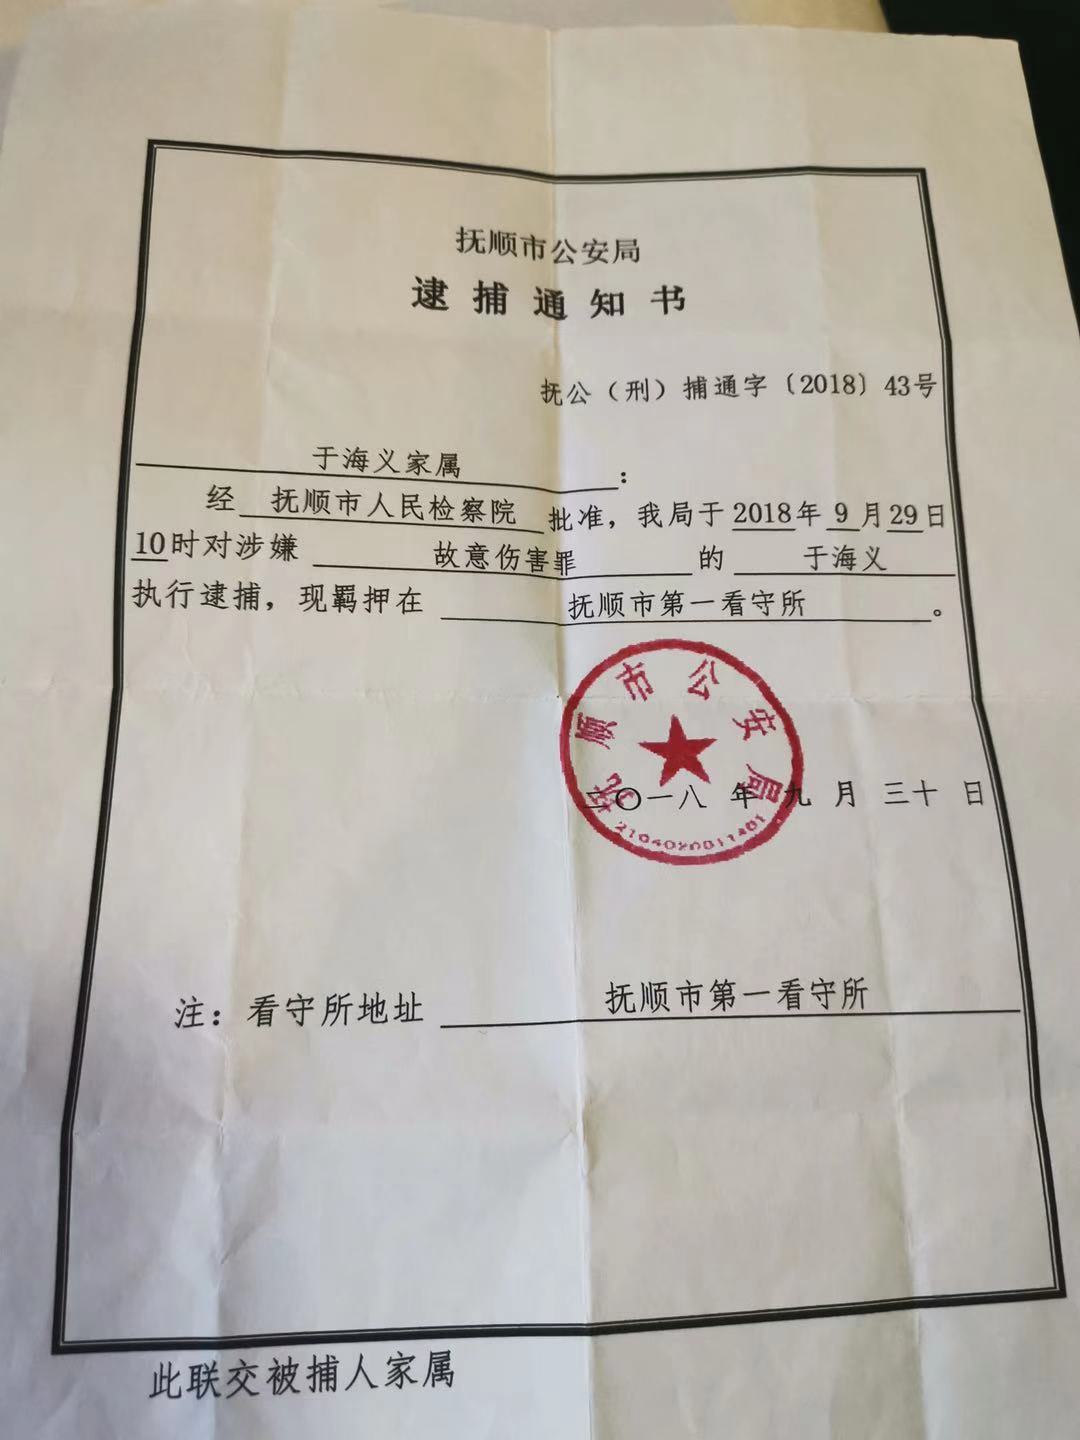 抚顺市公安局
逮捕通知书
抚公（刑）捕通字〔2018〕43号
于海义家属：
经 抚顺市人民检察院 批准，我局于2018年9月29日
10时对涉嫌 故意伤害罪 的 于海义
执行逮捕，现羁押在 抚顺市第一看守所。
抚顺市公安局
二〇一八年九月三十日
2104020011401
注：看守所地址 抚顺市第一看守所
此联交被捕人家属